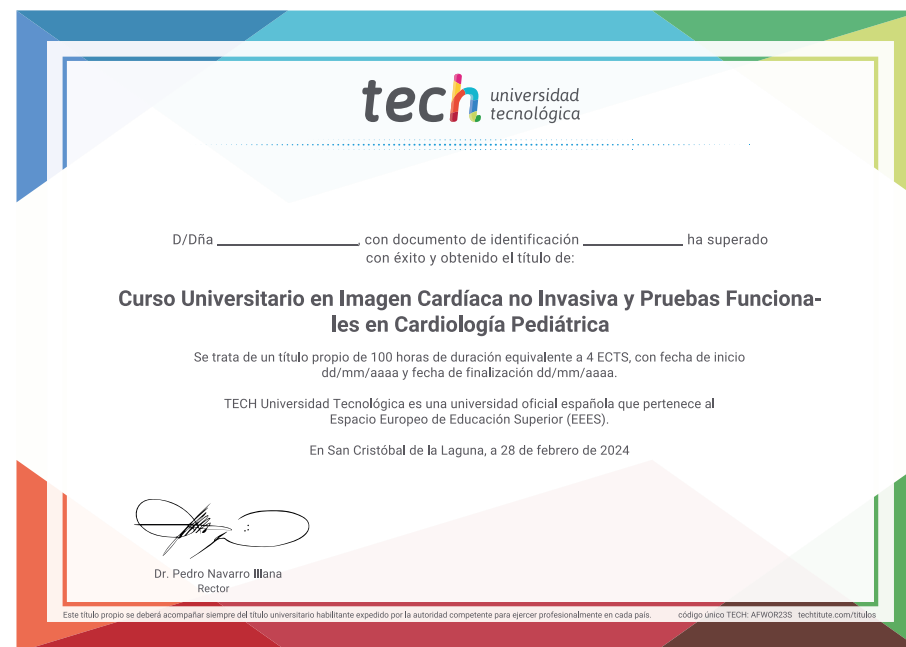 tech universidad
tecnológica
D/Dña ____________________, con documento de identificación ______________ ha superado
con éxito y obtenido el título de:
Curso Universitario en Imagen Cardíaca no Invasiva y Pruebas Funciona-
les en Cardiología Pediátrica
Se trata de un título propio de 100 horas de duración equivalente a 4 ECTS, con fecha de inicio
dd/mm/aaaa y fecha de finalización dd/mm/aaaa.
TECH Universidad Tecnológica es una universidad oficial española que pertenece al
Espacio Europeo de Educación Superior (EEES).
En San Cristóbal de la Laguna, a 28 de febrero de 2024
Dr. Pedro Navarro Illana
Rector
Este título propio se deberá acompañar siempre del título universitario habilitante expedido por la autoridad competente para ejercer profesionalmente en cada país. código único TECH: AFWOR23S techtitute.com/titulos